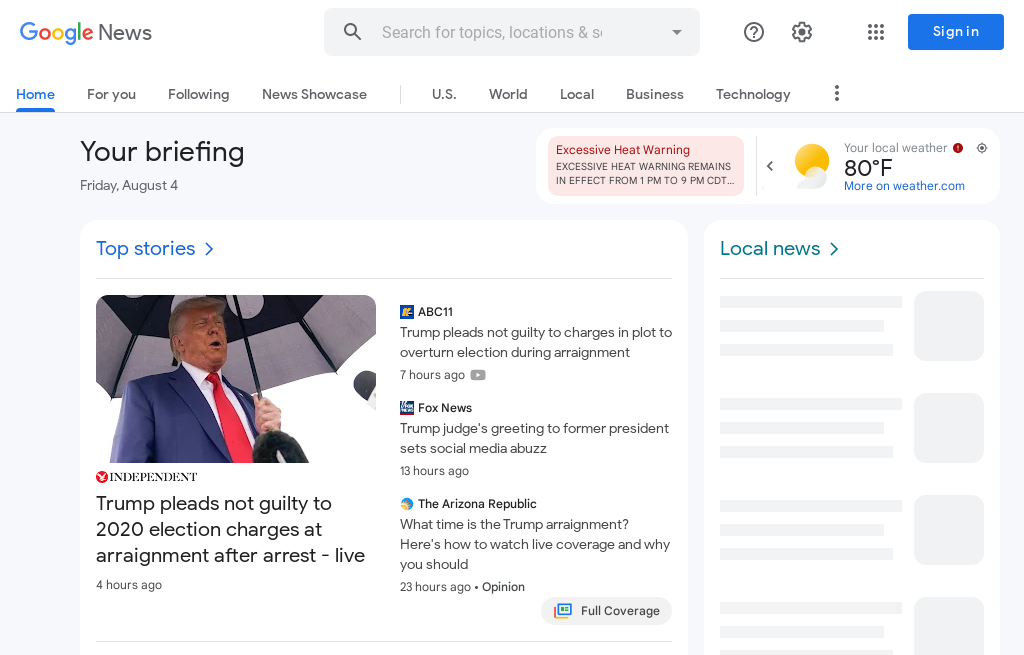 Google News
Search for topics, locations & s
Sign in
Home
For you
Following
News Showcase
U.S.
World
Local
Business
Technology
Your briefing
Friday, August 4
Excessive Heat Warning
EXCESSIVE HEAT WARNING REMAINS
IN EFFECT FROM 1 PM TO 9 PM CDT...
Your local weather
80°F
More on weather.com
Top stories
INDEPENDENT
Trump pleads not guilty to
2020 election charges at
arraignment after arrest - live
4 hours ago
ABC11
Trump pleads not guilty to charges in plot to
overturn election during arraignment
7 hours ago
Fox News
Trump judge's greeting to former president
sets social media abuzz
13 hours ago
The Arizona Republic
What time is the Trump arraignment?
Here's how to watch live coverage and why
you should
23 hours ago • Opinion
Full Coverage
Local news